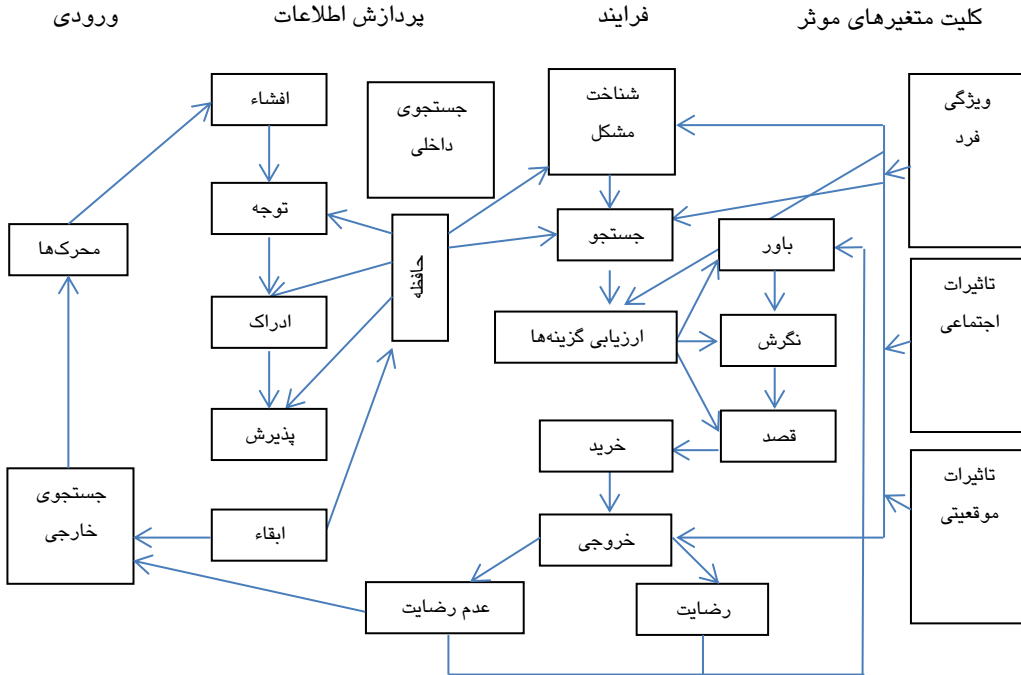 کلیت متغیرهای موثر
فرایند
پردازش اطلاعات
ورودی
ویژگی
فرد
تاثیرات
اجتماعی
تاثیرات
موقعیتی
شناخت
مشکل
جستجو
ارزیابی گزینه‌ها
باور
نگرش
قصد
خرید
خروجی
رضایت
عدم رضایت
جستجوی
داخلی
حافظه
افشاء
توجه
ادراک
پذیرش
ابقاء
محرک‌ها
جستجوی
خارجی